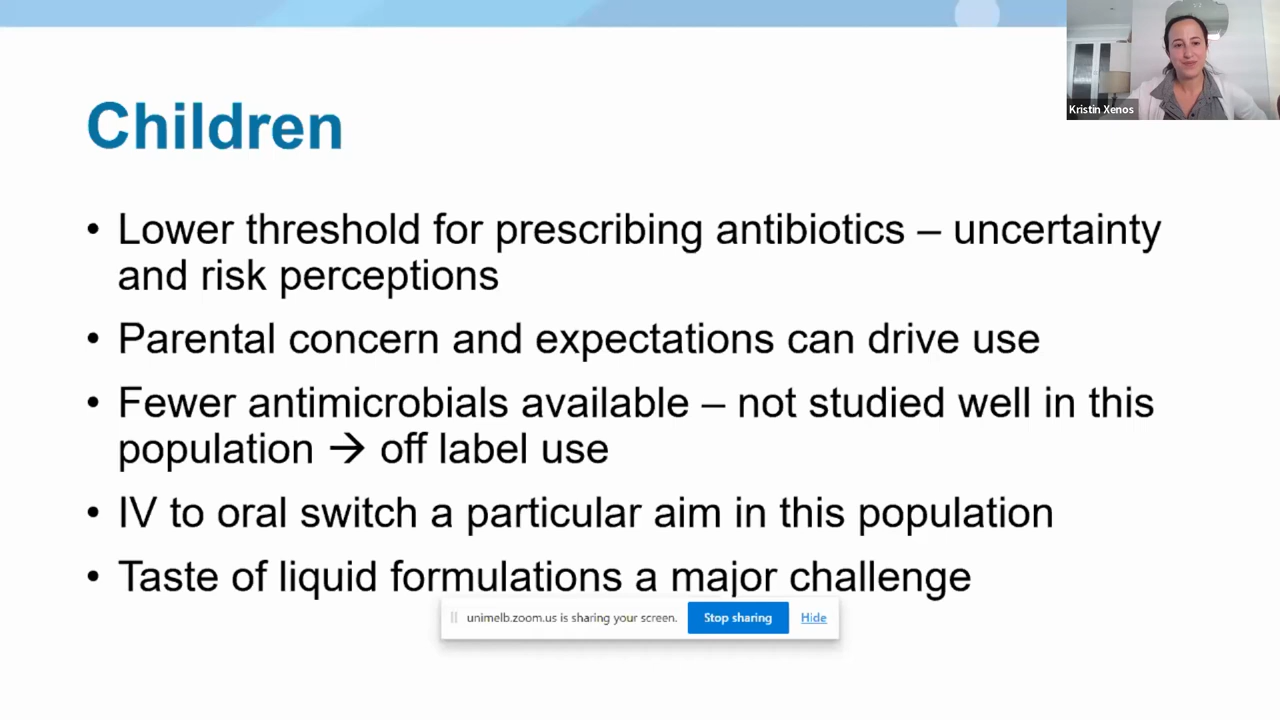 Kristin Xenos
Children
• Lower threshold for prescribing antibiotics – uncertainty
and risk perceptions
• Parental concern and expectations can drive use
• Fewer antimicrobials available – not studied well in this
population → off label use
• IV to oral switch a particular aim in this population
• Taste of liquid formulations a major challenge
unimelb.zoom.us is sharing your screen. Stop sharing Hide